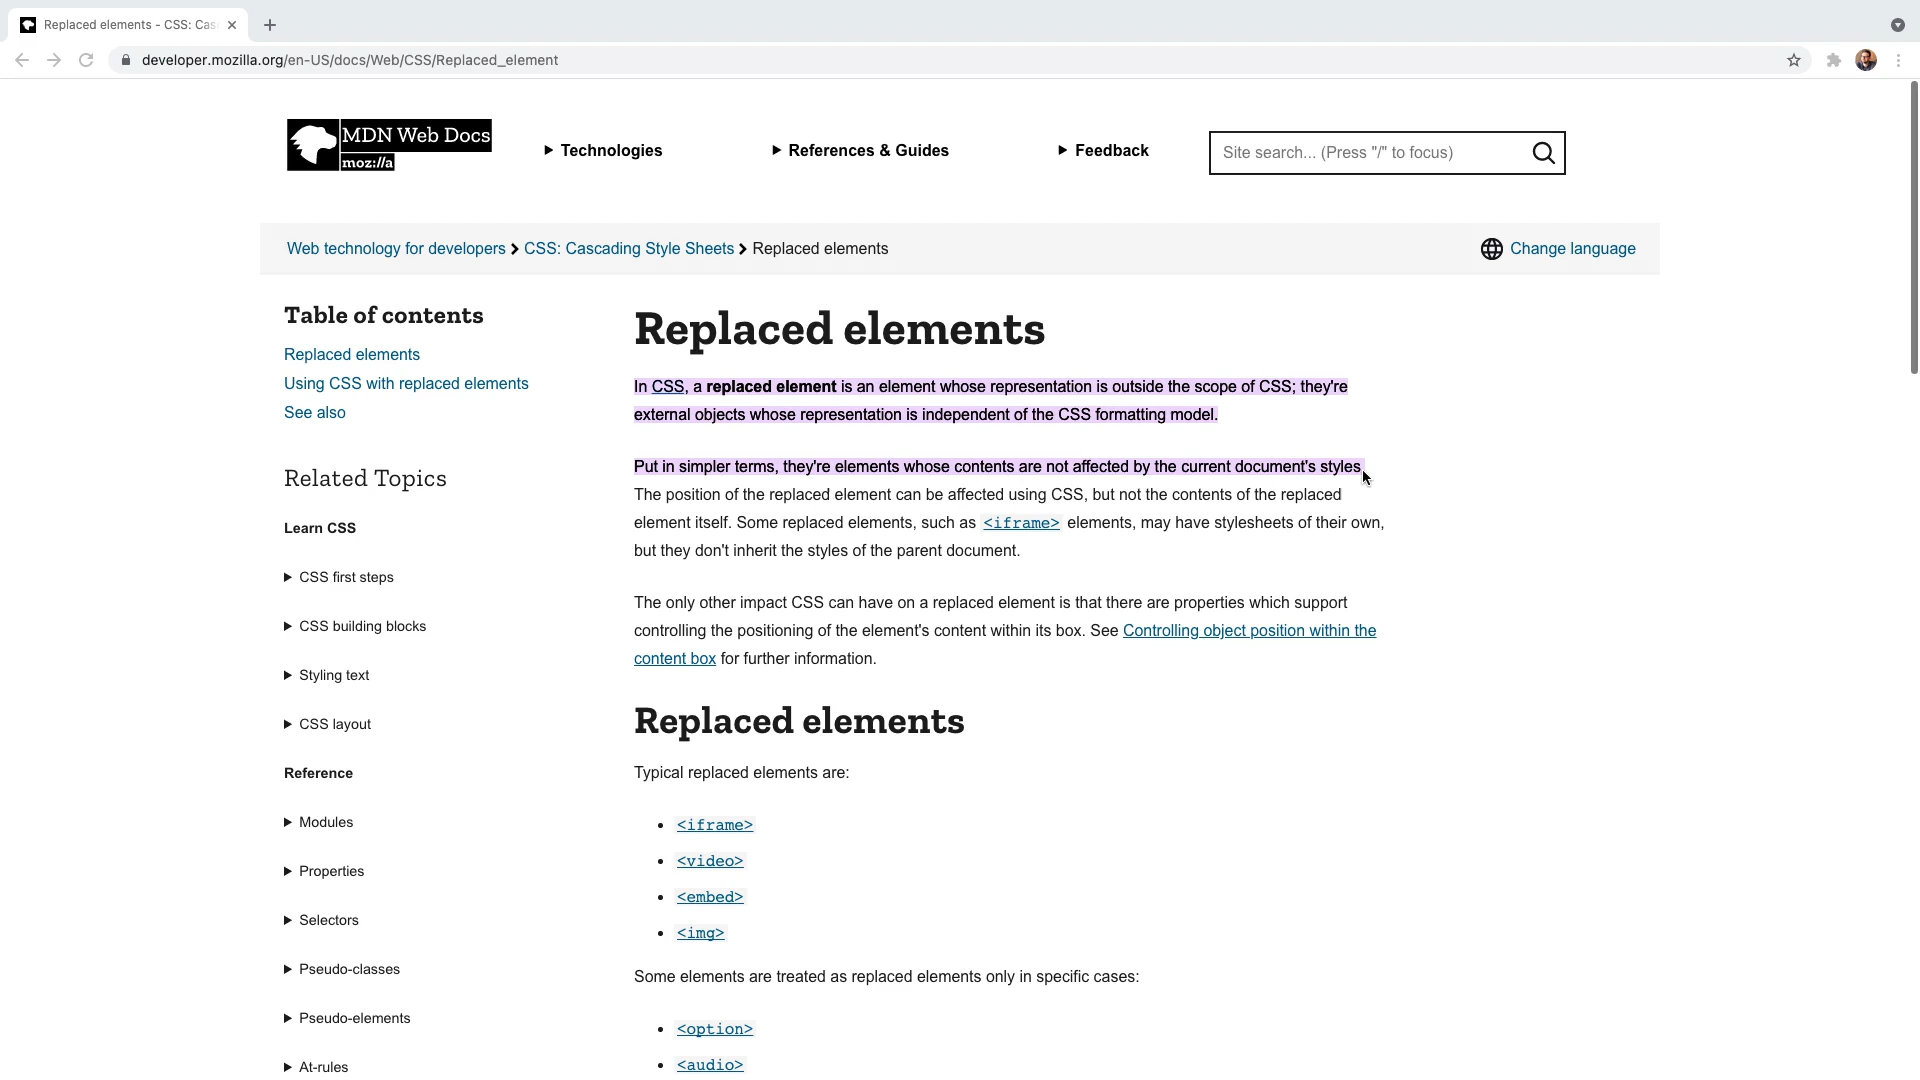 Replaced elements - CSS: Cas
developer.mozilla.org/en-US/docs/Web/CSS/Replaced_element
MDN Web Docs
moz://a
Technologies
References & Guides
Feedback
Site search... (Press "/" to focus)
Web technology for developers
CSS: Cascading Style Sheets
Replaced elements
Change language
Table of contents
Replaced elements
Using CSS with replaced elements
See also
Related Topics
Learn CSS
CSS first steps
CSS building blocks
Styling text
CSS layout
Reference
Modules
Properties
Selectors
Pseudo-classes
Pseudo-elements
At-rules
Replaced elements
In CSS, a replaced element is an element whose representation is outside the scope of CSS; they're
external objects whose representation is independent of the CSS formatting model.
Put in simpler terms, they're elements whose contents are not affected by the current document's styles.
The position of the replaced element can be affected using CSS, but not the contents of the replaced
element itself. Some replaced elements, such as <iframe> elements, may have stylesheets of their own,
but they don't inherit the styles of the parent document.
The only other impact CSS can have on a replaced element is that there are properties which support
controlling the positioning of the element's content within its box. See Controlling object position within the
content box for further information.
Replaced elements
Typical replaced elements are:
<iframe>
<video>
<embed>
<img>
Some elements are treated as replaced elements only in specific cases:
<option>
<audio>